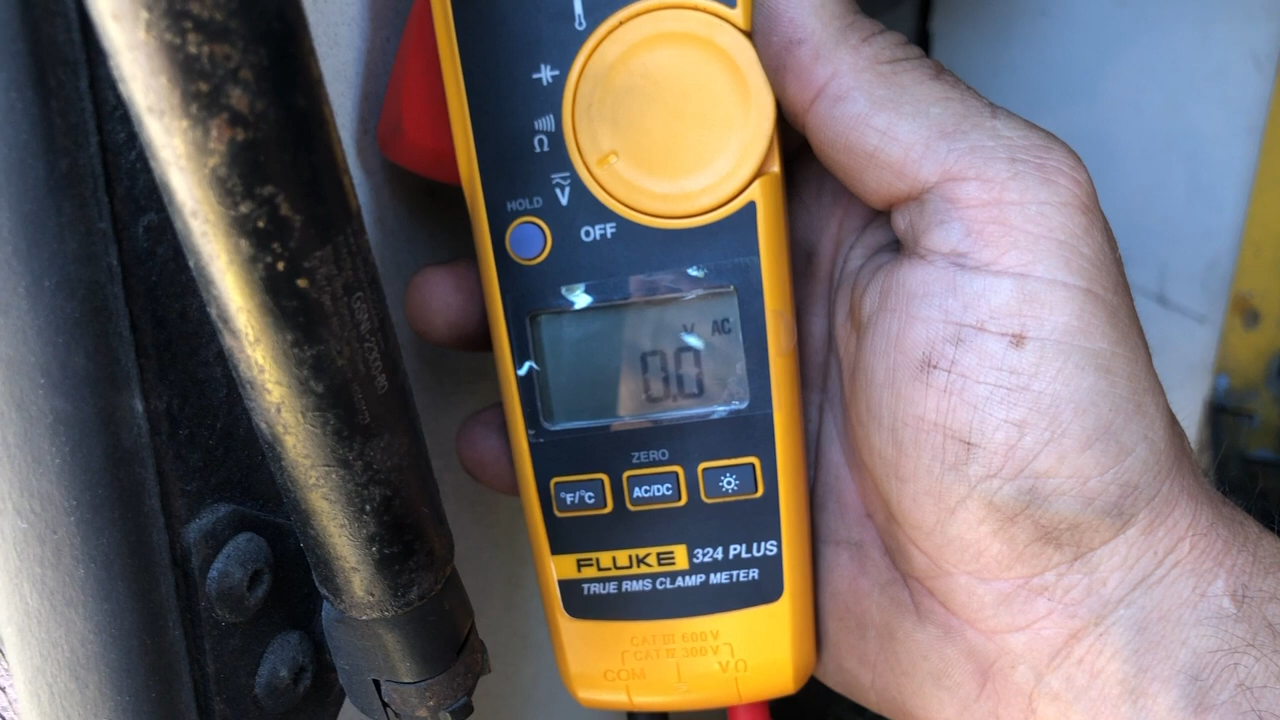 Ω
V
HOLD
OFF
V AC
0.0
ZERO
°F/°C
AC/DC
FLUKE 324 PLUS
TRUE RMS CLAMP METER
CAT III 600V
CAT IV 300V
COM
VΩ